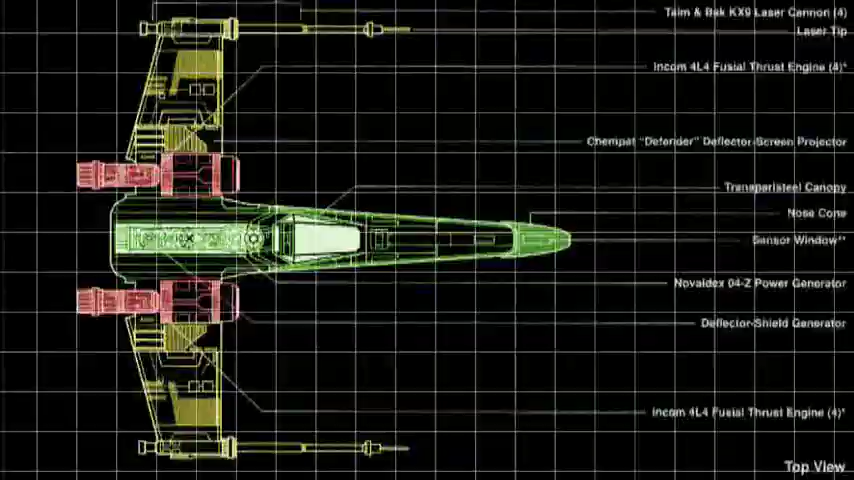 Taim & Bak KX9 Laser Cannon (4)
Laser Tip
Incom 4L4 Fusial Thrust Engine (4)*
Chempat "Defender" Deflector-Screen Projector
Transparisteel Canopy
Nose Cone
Sensor Window**
Novaldex 04-Z Power Generator
Deflector-Shield Generator
Incom 4L4 Fusial Thrust Engine (4)*
Top View